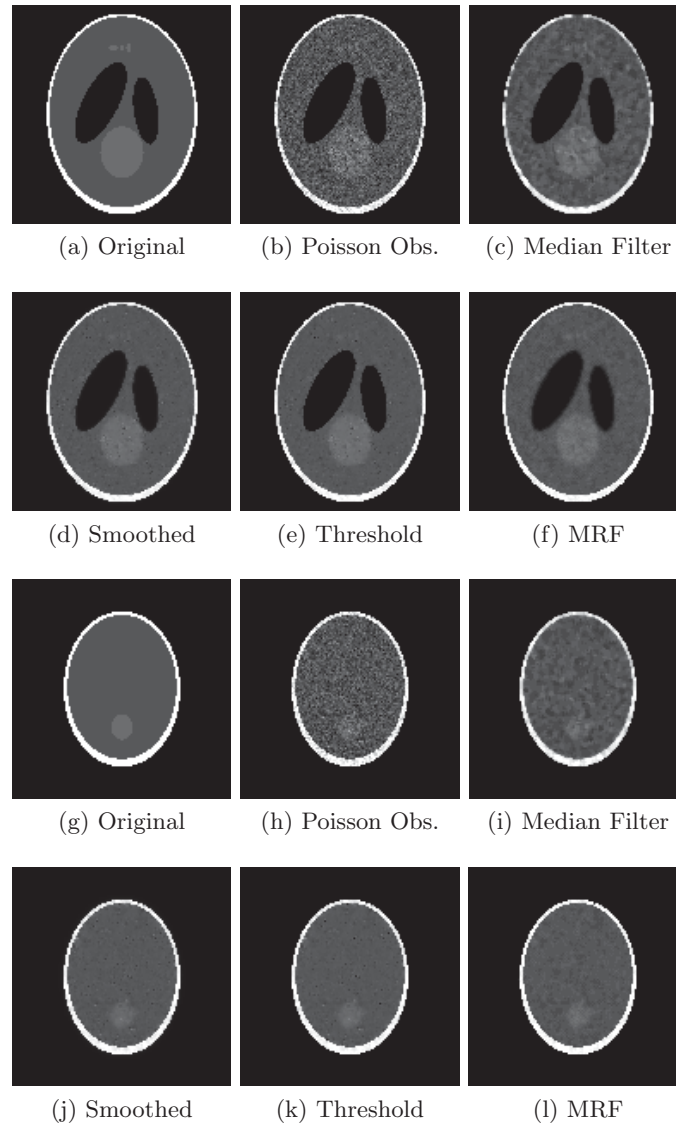 (a) Original
(b) Poisson Obs.
(c) Median Filter
(d) Smoothed
(e) Threshold
(f) MRF
(g) Original
(h) Poisson Obs.
(i) Median Filter
(j) Smoothed
(k) Threshold
(l) MRF